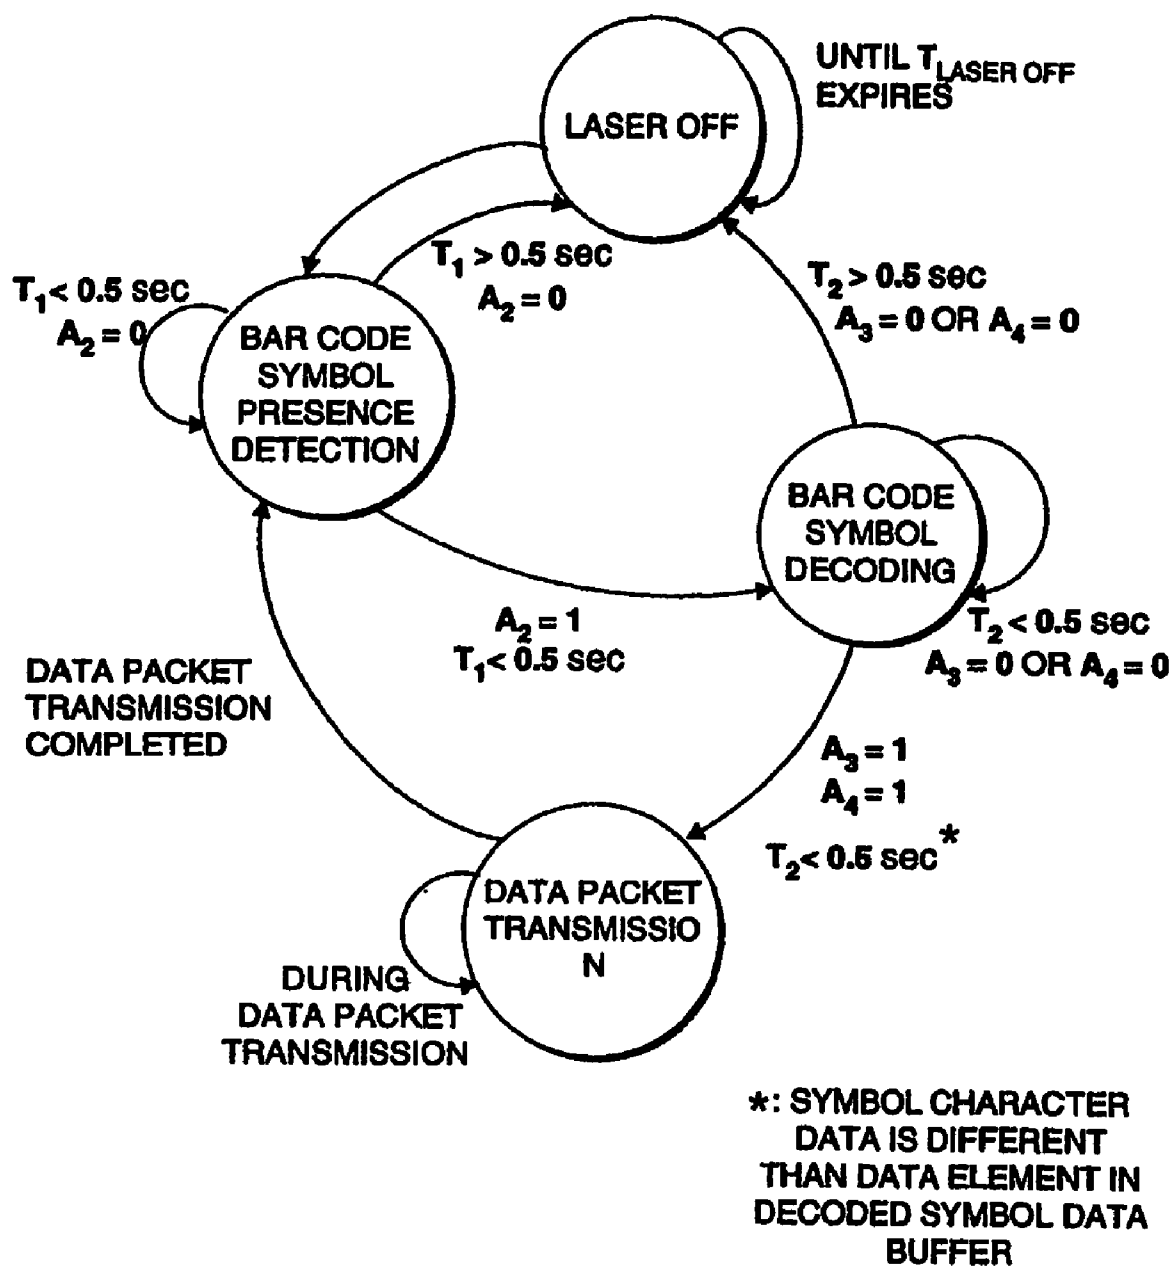 UNTIL T LASER OFF
EXPIRES
LASER OFF
T1 > 0.5 sec
A2 = 0
T2 > 0.5 sec
A3 = 0 OR A4 = 0
T1 < 0.5 sec
A2 = 0
BAR CODE
SYMBOL
PRESENCE
DETECTION
BAR CODE
SYMBOL
DECODING
A2 = 1
T1 < 0.5 sec
T2 < 0.5 sec
A3 = 0 OR A4 = 0
DATA PACKET
TRANSMISSION
COMPLETED
A3 = 1
A4 = 1
T2 < 0.5 sec*
DATA PACKET
TRANSMISSIO
N
DURING
DATA PACKET
TRANSMISSION
*: SYMBOL CHARACTER
DATA IS DIFFERENT
THAN DATA ELEMENT IN
DECODED SYMBOL DATA
BUFFER